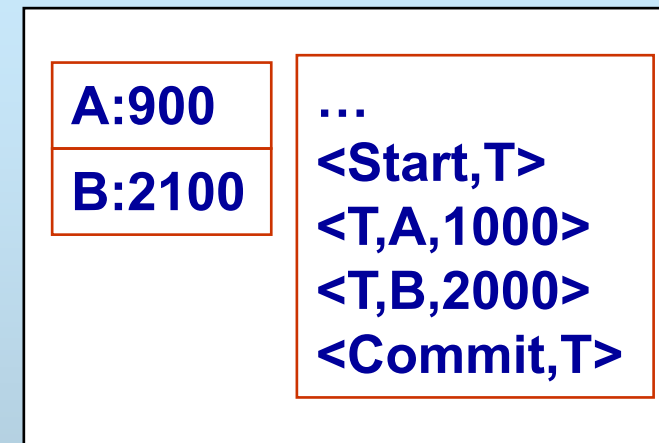 A:900
B:2100
…
<Start,T>
<T,A,1000>
<T,B,2000>
<Commit,T>